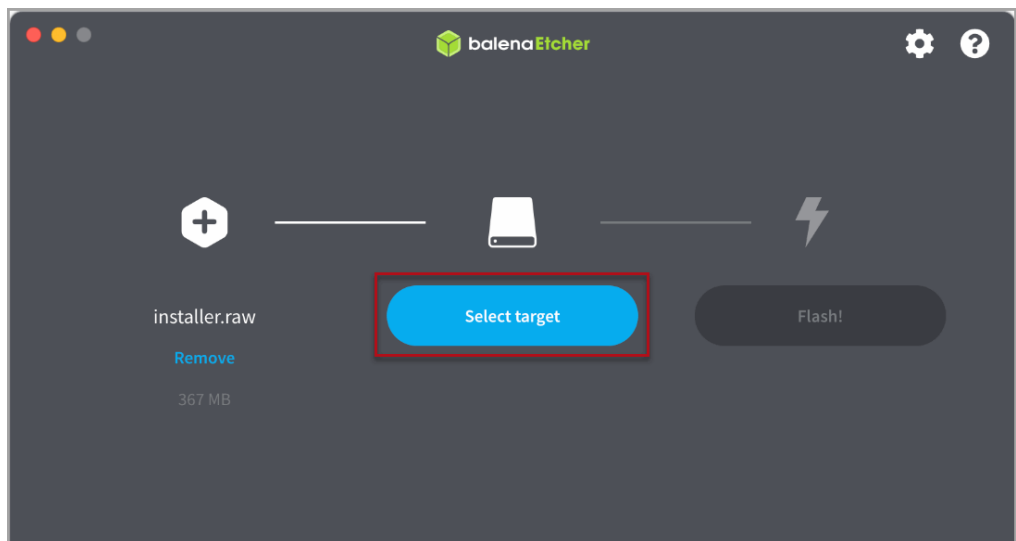 balenaEtcher
installer.raw
Select target
Flash!
Remove
367 MB